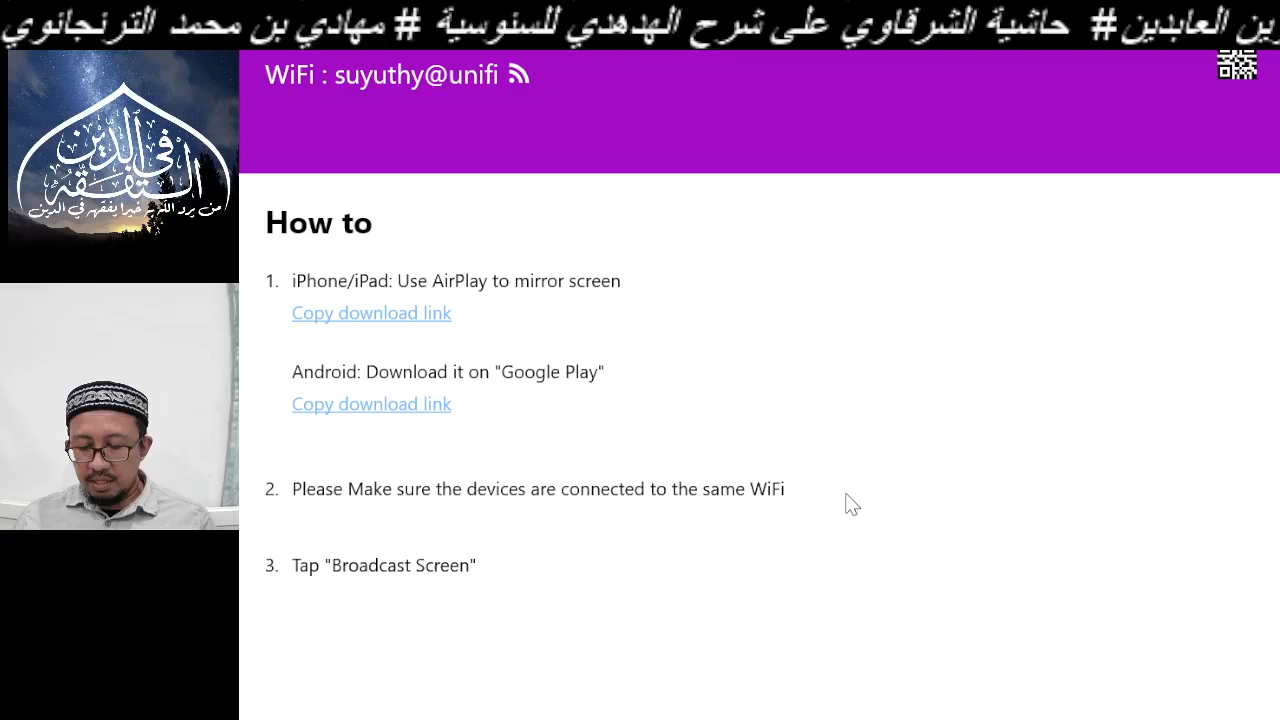 زين العابدين# حاشية الشرقاوي على شرح الهدهدي للسنوسية # مهادي بن محمد الترنجانوي
WiFi : suyuthy@unifi
التفقه
في الدين
من يرد الله به خيرا يفقهه في الدين
How to
1. iPhone/iPad: Use AirPlay to mirror screen
Copy download link
Android: Download it on "Google Play"
Copy download link
2. Please Make sure the devices are connected to the same WiFi
3. Tap "Broadcast Screen"